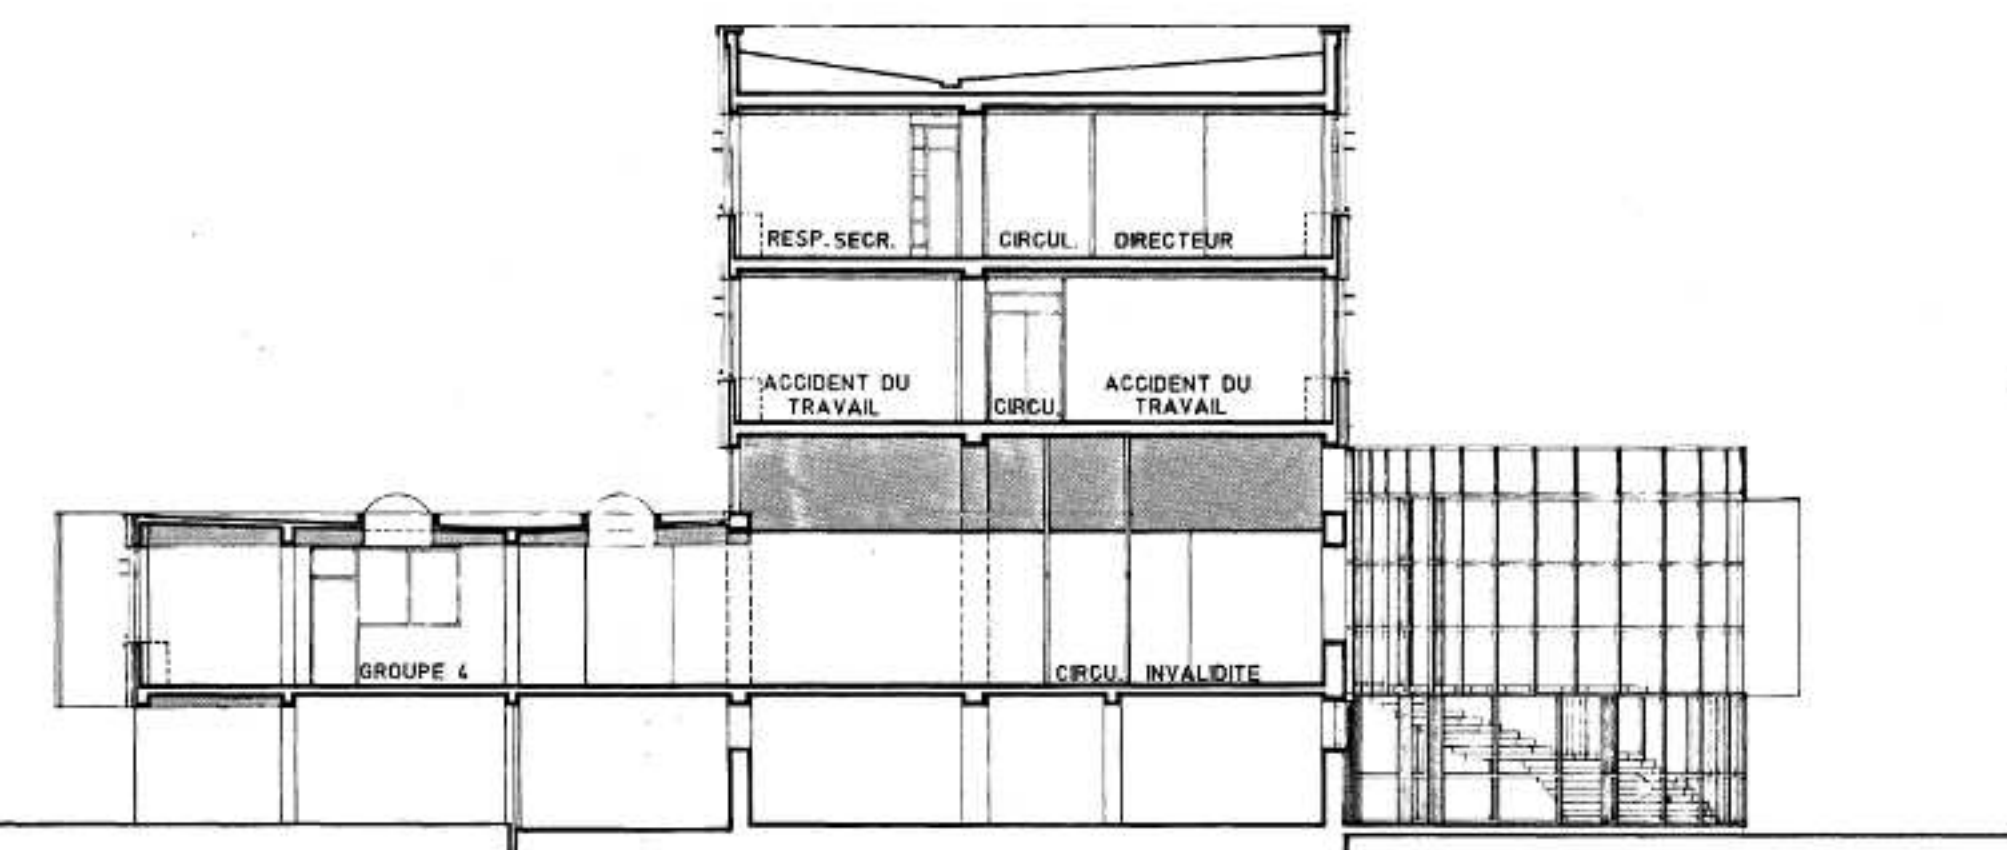 RESP. SECR. CIRCUL. DIRECTEUR
ACCIDENT DU
TRAVAIL
CIRCU.
ACCIDENT DU
TRAVAIL
GROUPE 4 CIRCU. INVALIDITE